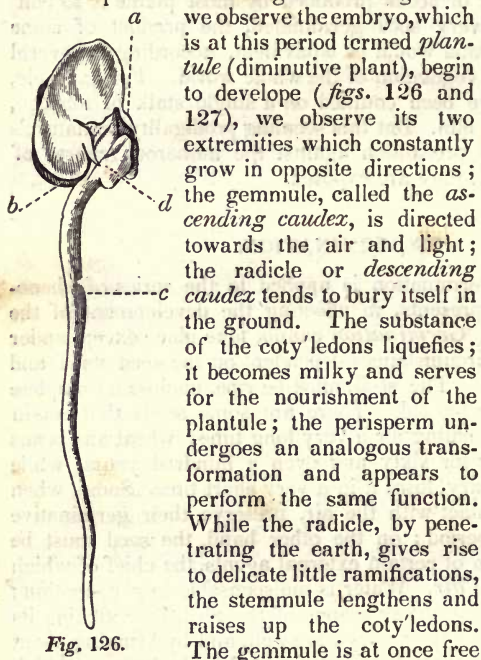 a
we observe the embryo, which
is at this period termed plan-
tule (diminutive plant), begin
to develope (figs. 126 and
127), we observe its two
extremities which constantly
grow in opposite directions ;
b.
d
the gemmule, called the as-
cending caudex, is directed
towards the air and light ;
the radicle or descending
c
caudex tends to bury itself in
the ground. The substance
of the coty'ledons liquefies,
it becomes milky and serves
for the nourishment of the
plantule ; the perisperm un-
dergoes an analogous trans-
formation and appears to
perform the same function.
While the radicle, by pene-
trating the earth, gives rise
to delicate little ramifications,
the stemmule lengthens and
raises up the coty'ledons.
Fig. 126.
The gemmule is at once free